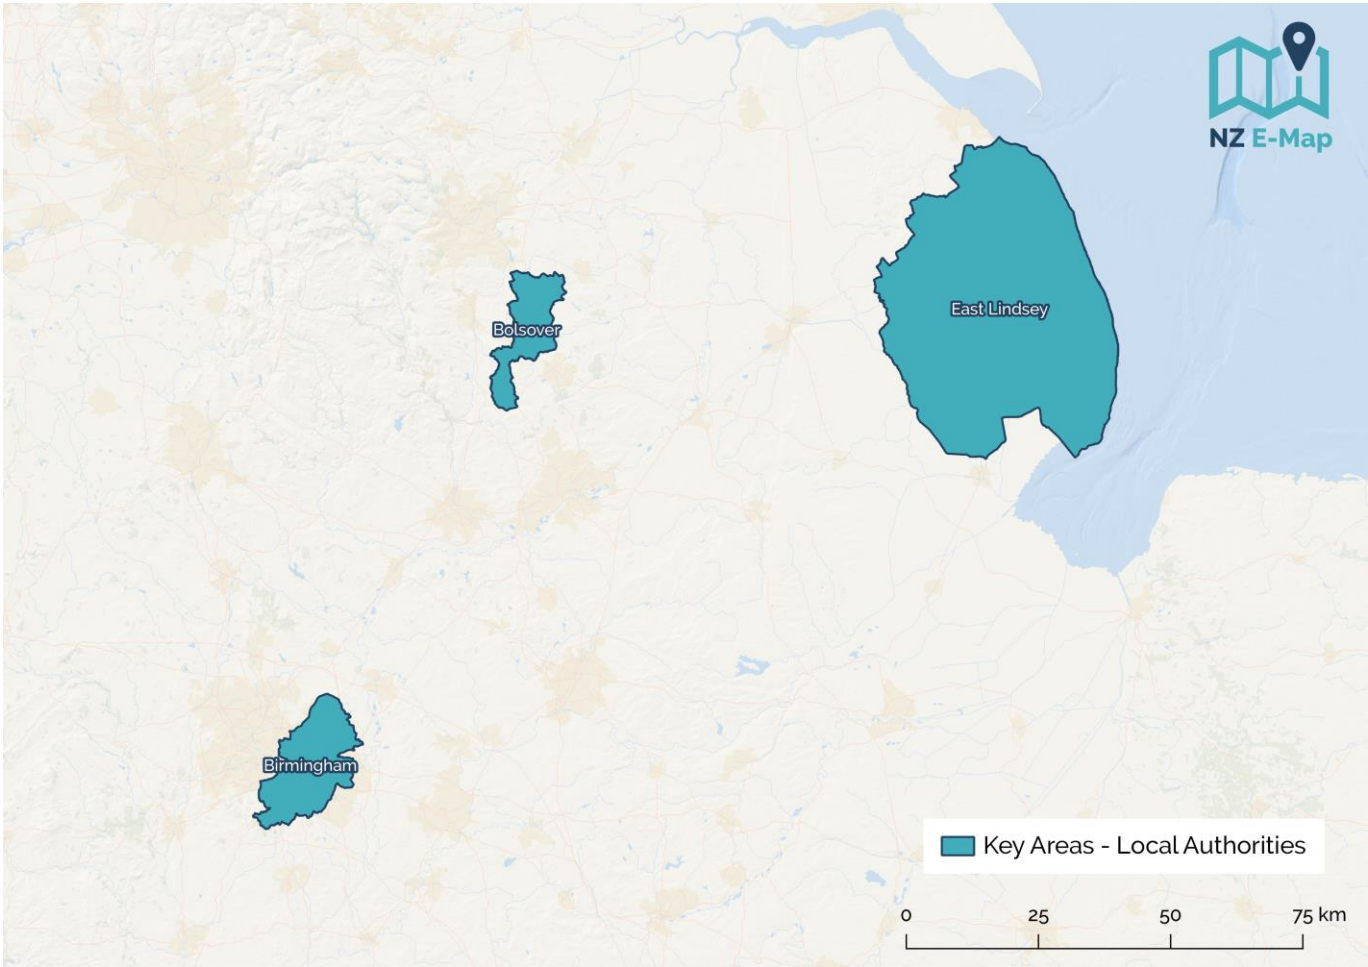 NZ E-Map
East Lindsey
Bolsover
Birmingham
Key Areas - Local Authorities
0 25 50 75 km